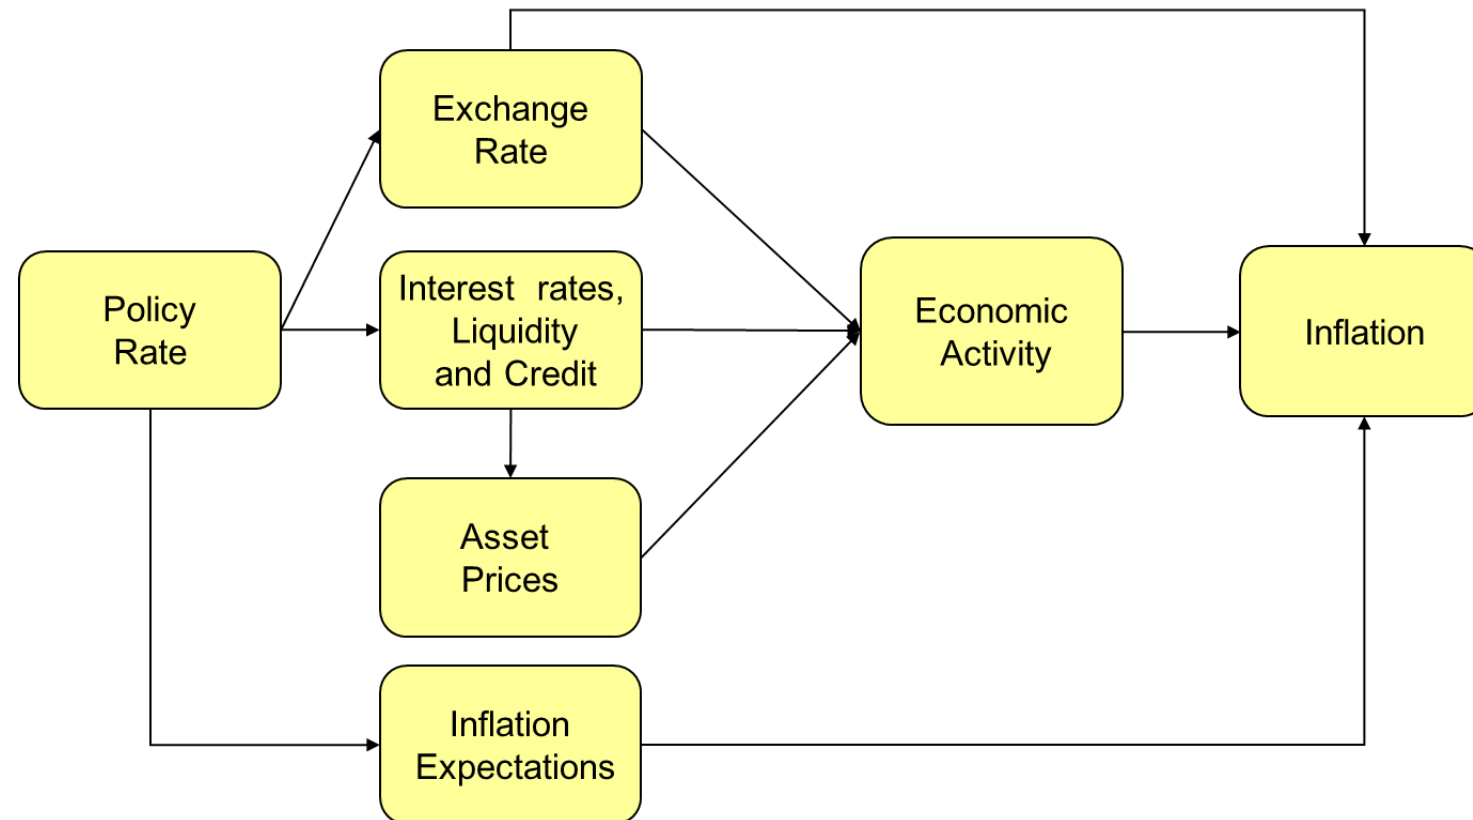 Exchange
Rate
Policy
Rate
Interest rates,
Liquidity
and Credit
Economic
Activity
Inflation
Asset
Prices
Inflation
Expectations